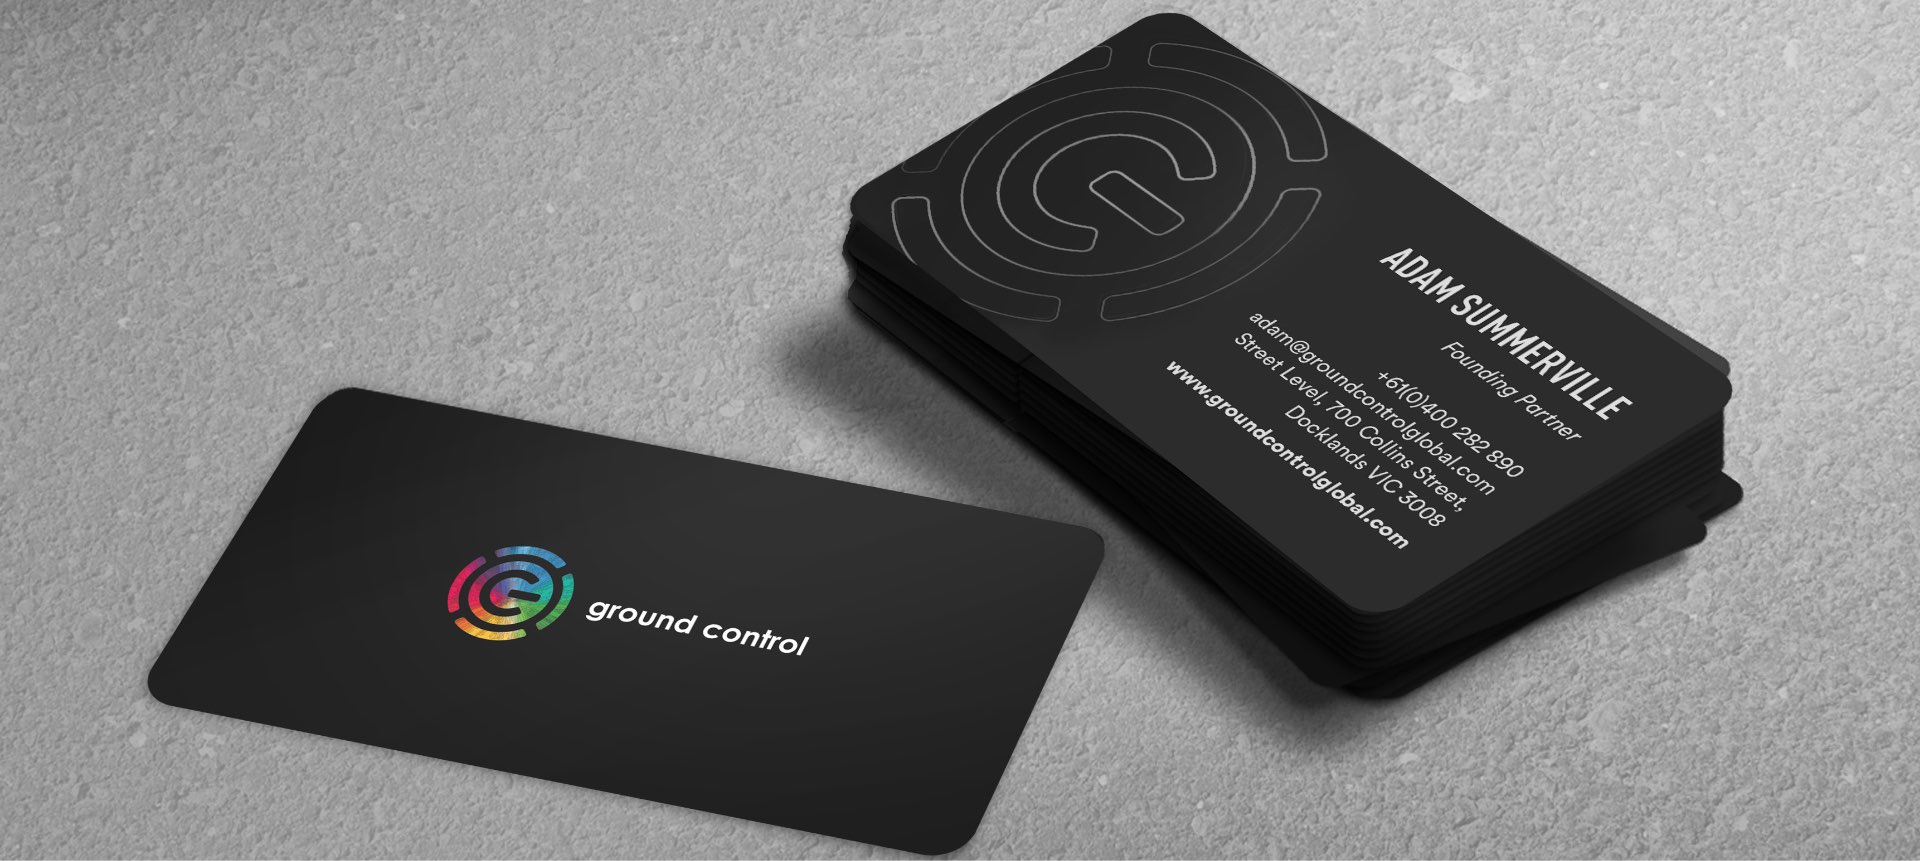 ground control
ADAM SUMMERVILLE
Founding Partner
+61(0)400 282 890
adam@groundcontrolglobal.com
Street Level, 700 Collins Street,
Docklands VIC 3008
www.groundcontrolglobal.com